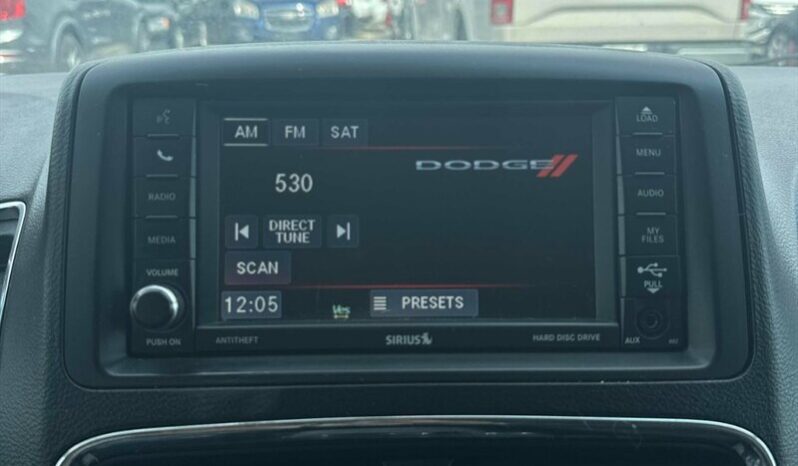 AM FM SAT
DODGE
530
DIRECT
TUNE
SCAN
12:05
Yes
PRESETS
RADIO
MEDIA
VOLUME
PUSH ON
ANTITHEFT
SIRIUS
HARD DISC DRIVE
LOAD
MENU
AUDIO
MY
FILES
PULL
AUX